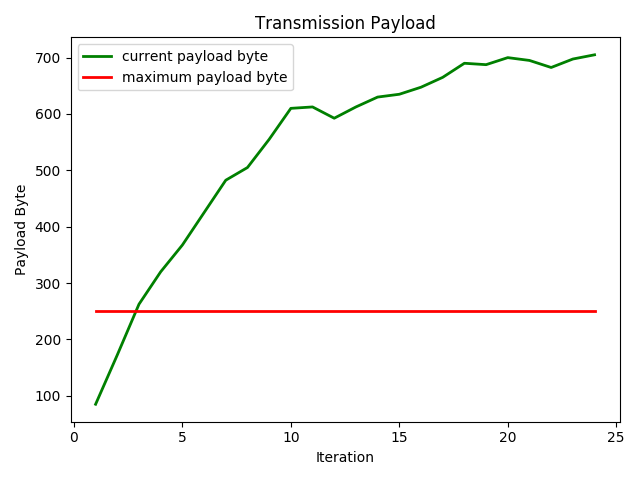 Transmission Payload
current payload byte
maximum payload byte
700
600
500
400
300
200
100
Payload Byte
0 5 10 15 20 25
Iteration